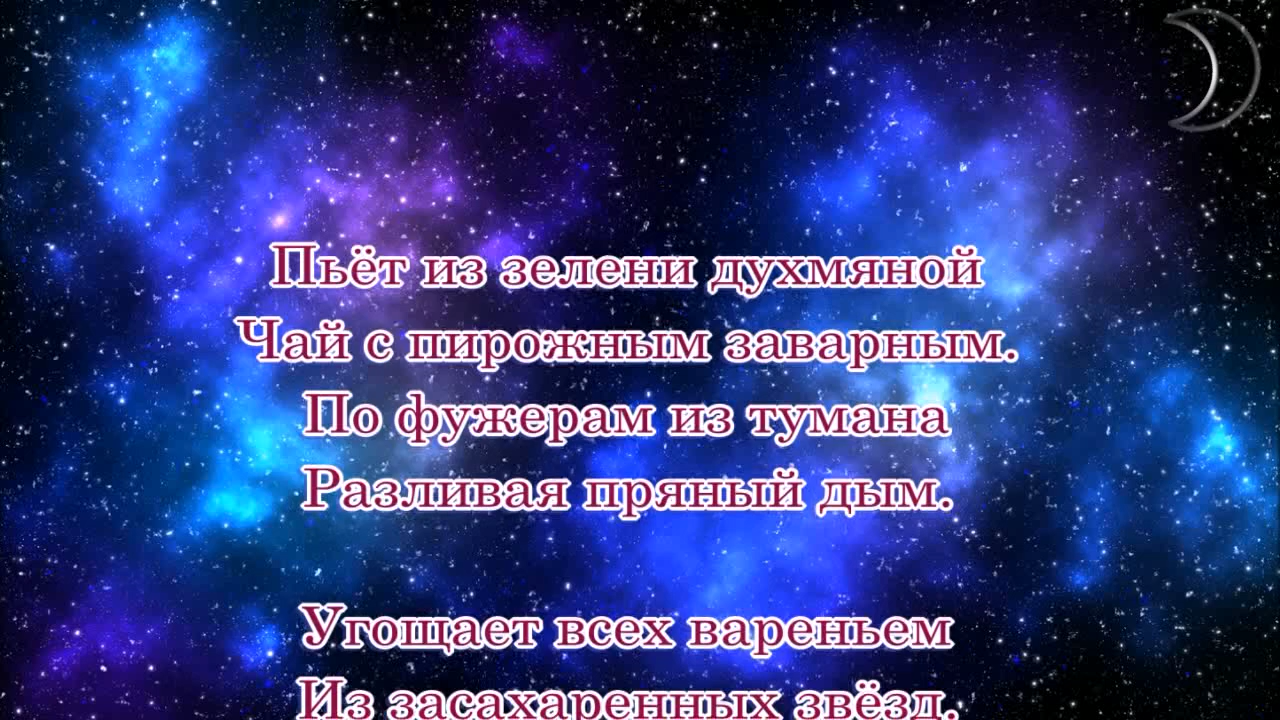 Пьёт из зелени духмяной
Чай с пирожным заварным.
По фужерам из тумана
Разливая пряный дым.
Угощает всех вареньем
Из засахаренных звёзд.